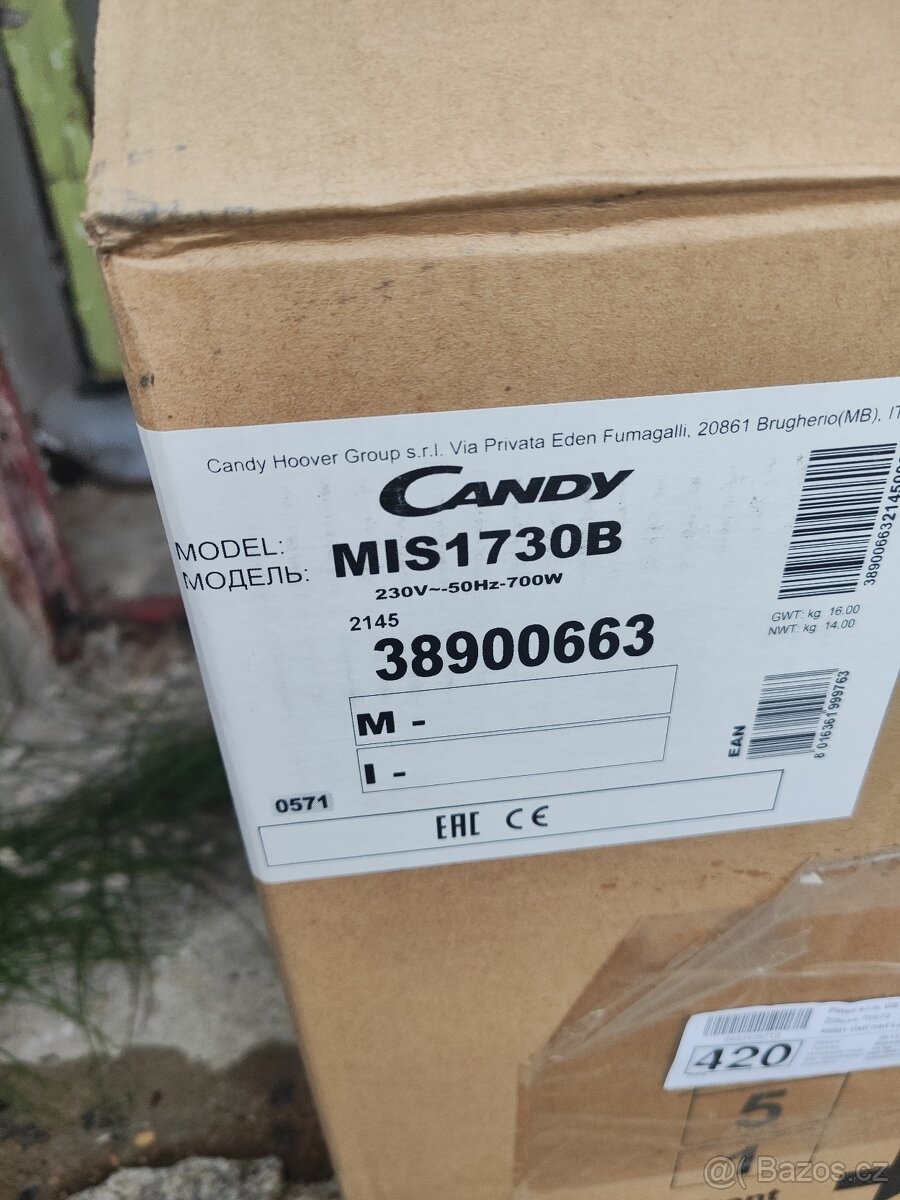 Candy Hoover Group s.r.l. Via Privata Eden Fumagalli, 20861 Brugherio(MB), IT
CANDY
MODEL:
МОДЕЛЬ:
MIS1730B
230V~-50Hz-700W
2145
38900663
GWT: kg 16.00
NWT: kg 14.00
M -
I -
EAN
8 016361 999763
0571
EAC CE
420
5
1
@( Bazos.cz